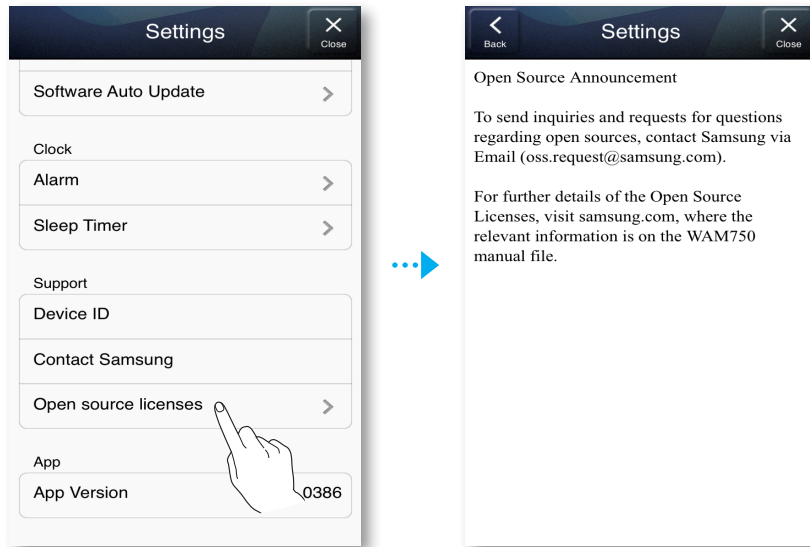 Settings
Close
Software Auto Update
Clock
Alarm
Sleep Timer
Support
Device ID
Contact Samsung
Open source licenses
App
App Version 0386
Back
Settings
Close
Open Source Announcement
To send inquiries and requests for questions
regarding open sources, contact Samsung via
Email (oss.request@samsung.com).
For further details of the Open Source
Licenses, visit samsung.com, where the
relevant information is on the WAM750
manual file.